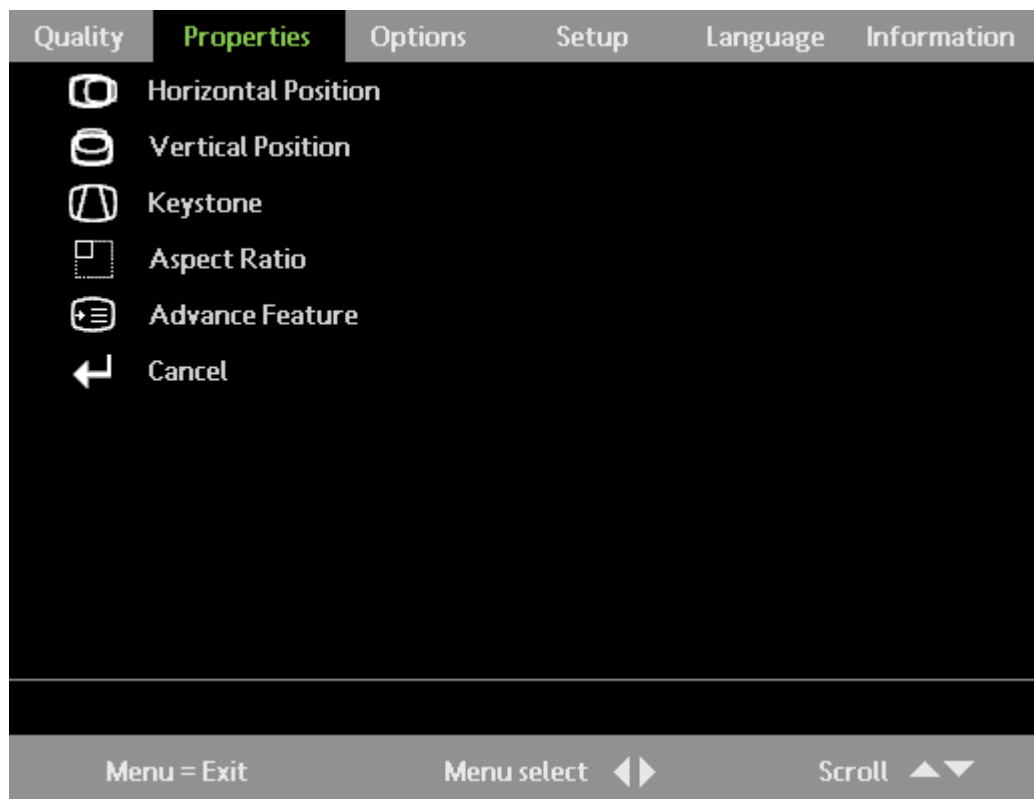 Quality Properties Options Setup Language Information
Horizontal Position
Vertical Position
Keystone
Aspect Ratio
Advance Feature
Cancel
Menu = Exit Menu select Scroll